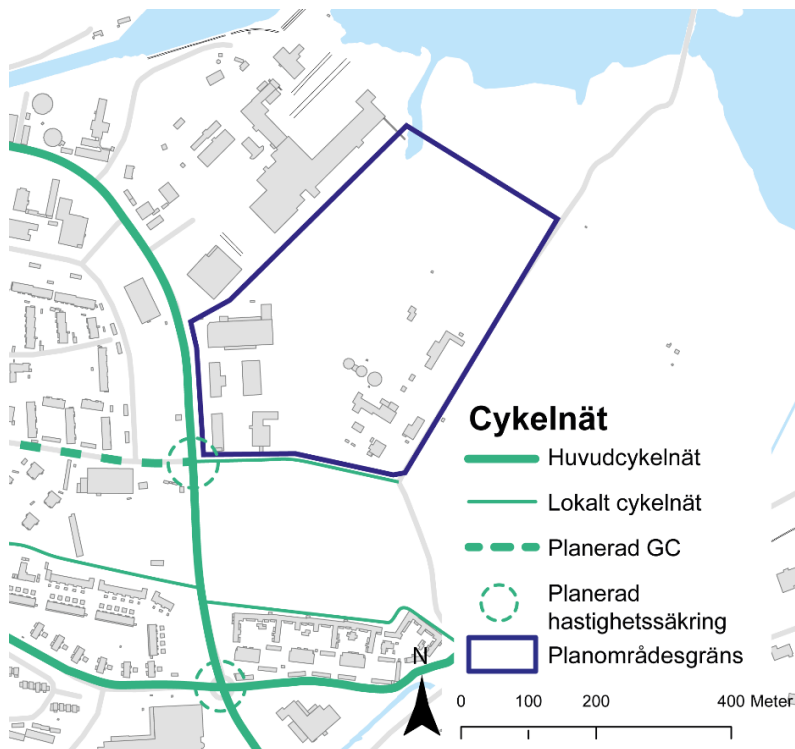 Cykelnät
Huvudcykelnät
Lokalt cykelnät
Planerad GC
Planerad
hastighetssäkring
Planområdesgräns
N
0 100 200 400 Meter